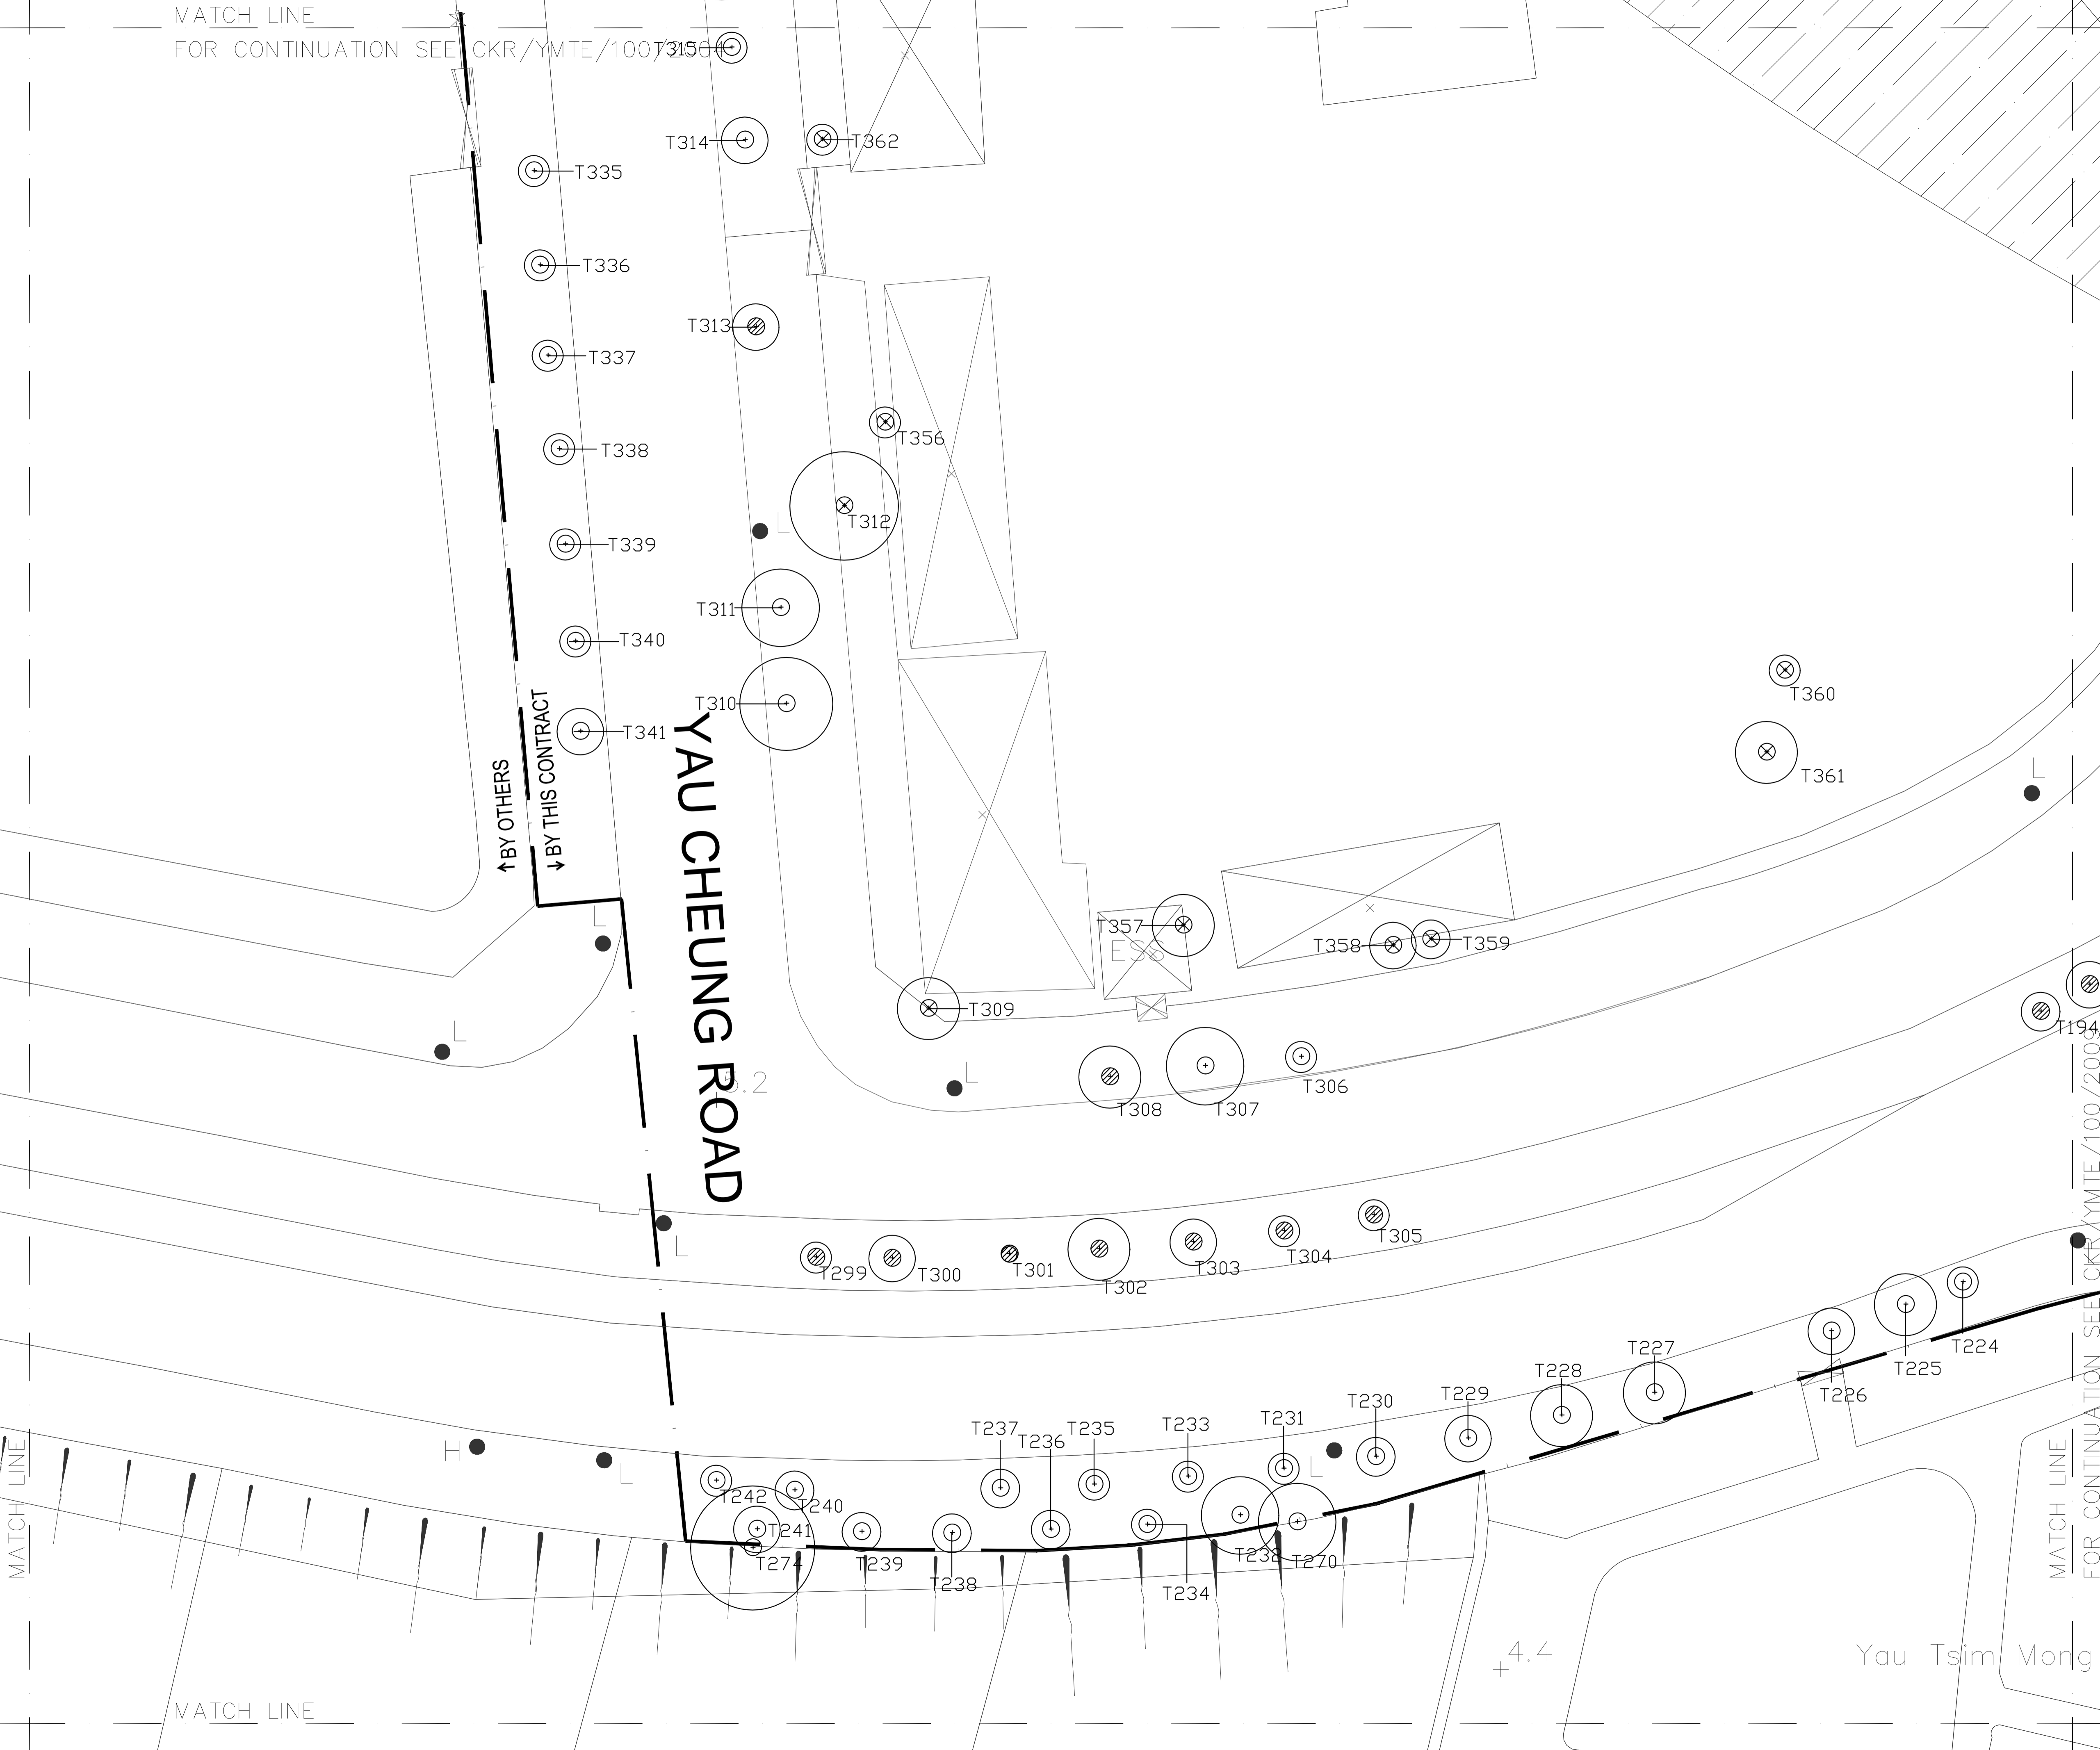 MATCH LINE
FOR CONTINUATION SEE CKR/YMTE/100/2004
T315
T314
T362
T335
T336
T313
T337
T356
T338
T312
T339
T311
T340
T310
T341
T360
T361
BY OTHERS
BY THIS CONTRACT
YAU CHEUNG ROAD
L
L
L
L
L
L
L
L
L
H
T357
ESS
T358
T359
T309
T194
5.2
T308
T307
T306
T305
T304
T303
T302
T301
T300
T299
T224
T225
T226
T227
T228
T229
T230
T231
T233
T235
T236
T237
T242
T240
T241
T274
T239
T238
T234
T232
T270
4.4
Yau Tsim Mong
MATCH LINE
MATCH LINE
MATCH LINE
FOR CONTINUATION SEE CKR/YMTE/100/2009